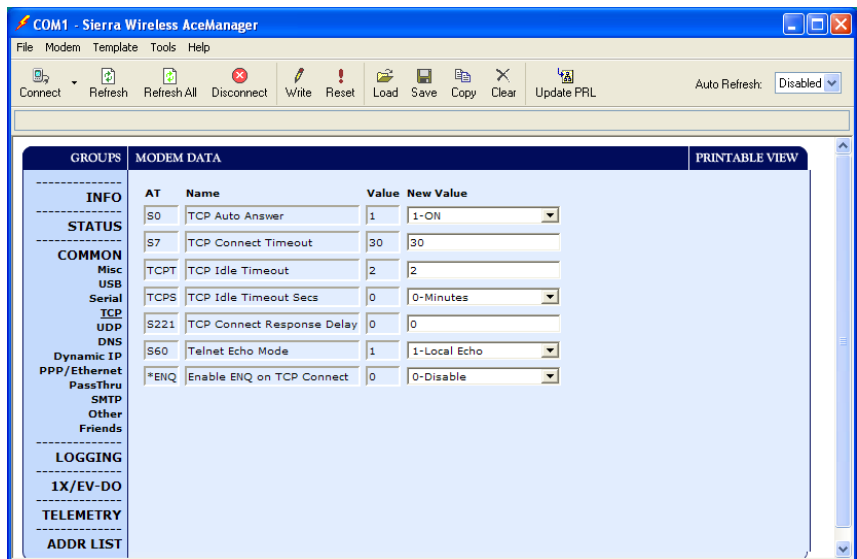 COM1 - Sierra Wireless AceManager
File Modem Template Tools Help
Connect Refresh Refresh All Disconnect Write Reset Load Save Copy Clear Update PRL Auto Refresh: Disabled
GROUPS MODEM DATA PRINTABLE VIEW
INFO
STATUS
COMMON
Misc
USB
Serial
TCP
UDP
DNS
Dynamic IP
PPP/Ethernet
PassThru
SMTP
Other
Friends
LOGGING
1X/EV-DO
TELEMETRY
ADDR LIST
AT Name Value New Value
S0 TCP Auto Answer 1 1-ON
S7 TCP Connect Timeout 30 30
TCPT TCP Idle Timeout 2 2
TCPS TCP Idle Timeout Secs 0 0-Minutes
S221 TCP Connect Response Delay 0 0
S60 Telnet Echo Mode 1 1-Local Echo
*ENQ Enable ENQ on TCP Connect 0 0-Disable